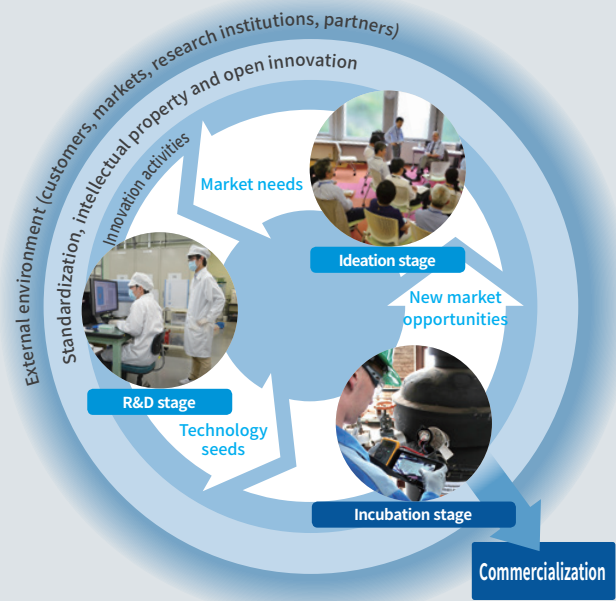 External environment (customers, markets, research institutions, partners)
Standardization, intellectual property and open innovation
Innovation activities
Market needs
Ideation stage
New market
opportunities
R&D stage
Technology
seeds
Incubation stage
Commercialization